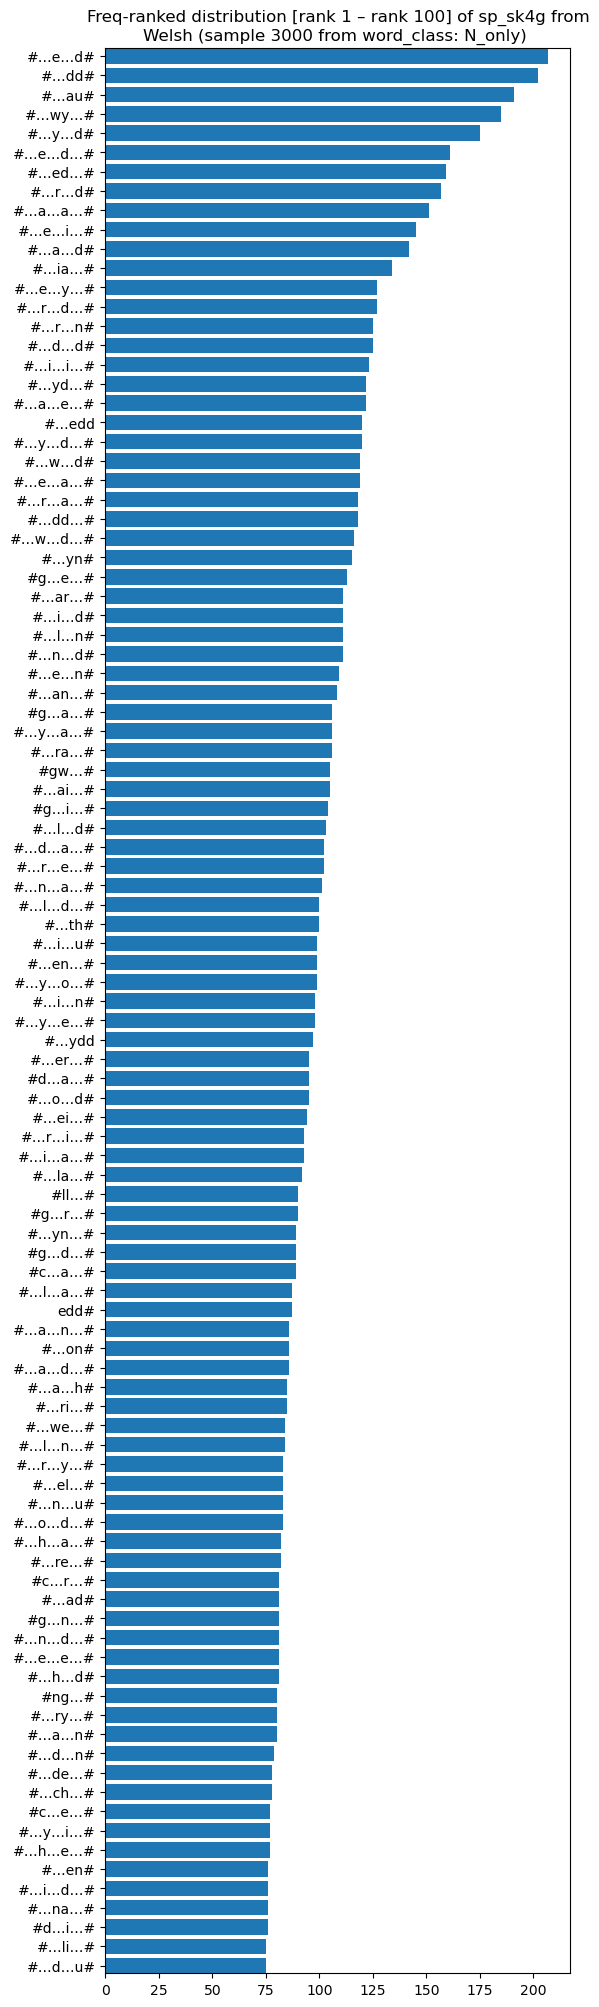 Freq-ranked distribution [rank 1 – rank 100] of sp_sk4g from
Welsh (sample 3000 from word_class: N_only)
#...e...d#
#...dd#
#...au#
#...wy...#
#...y...d#
#...e...d...#
#...ed...#
#...r...d#
#...a...a...#
#...e...i...#
#...a...d#
#...ia...#
#...e...y...#
#...r...d...#
#...r...n#
#...d...d#
#...i...i...#
#...yd...#
#...a...e...#
#...edd
#...y...d...#
#...w...d#
#...e...a...#
#...r...a...#
#...dd...#
#...w...d...#
#...yn#
#g...e...#
#...ar...#
#...i...d#
#...l...n#
#...n...d#
#...e...n#
#...an...#
#g...a...#
#...y...a...#
#...ra...#
#gw...#
#...ai...#
#g...i...#
#...l...d#
#...d...a...#
#...r...e...#
#...n...a...#
#...l...d...#
#...th#
#...i...u#
#...en...#
#...y...o...#
#...i...n#
#...y...e...#
#...ydd
#...er...#
#d...a...#
#...o...d#
#...ei...#
#...r...i...#
#...i...a...#
#...la...#
#ll...#
#g...r...#
#...yn...#
#g...d...#
#c...a...#
#...l...a...#
edd#
#...a...n...#
#...on#
#...a...d...#
#...a...h#
#...ri...#
#...we...#
#...l...n...#
#...r...y...#
#...el...#
#...n...u#
#...o...d...#
#...h...a...#
#...re...#
#c...r...#
#...ad#
#g...n...#
#...n...d...#
#...e...e...#
#...h...d#
#ng...#
#...ry...#
#...a...n#
#...d...n#
#...de...#
#...ch...#
#c...e...#
#...y...i...#
#...h...e...#
#...en#
#...i...d...#
#...na...#
#d...i...#
#...li...#
#...d...u#
0 25 50 75 100 125 150 175 200